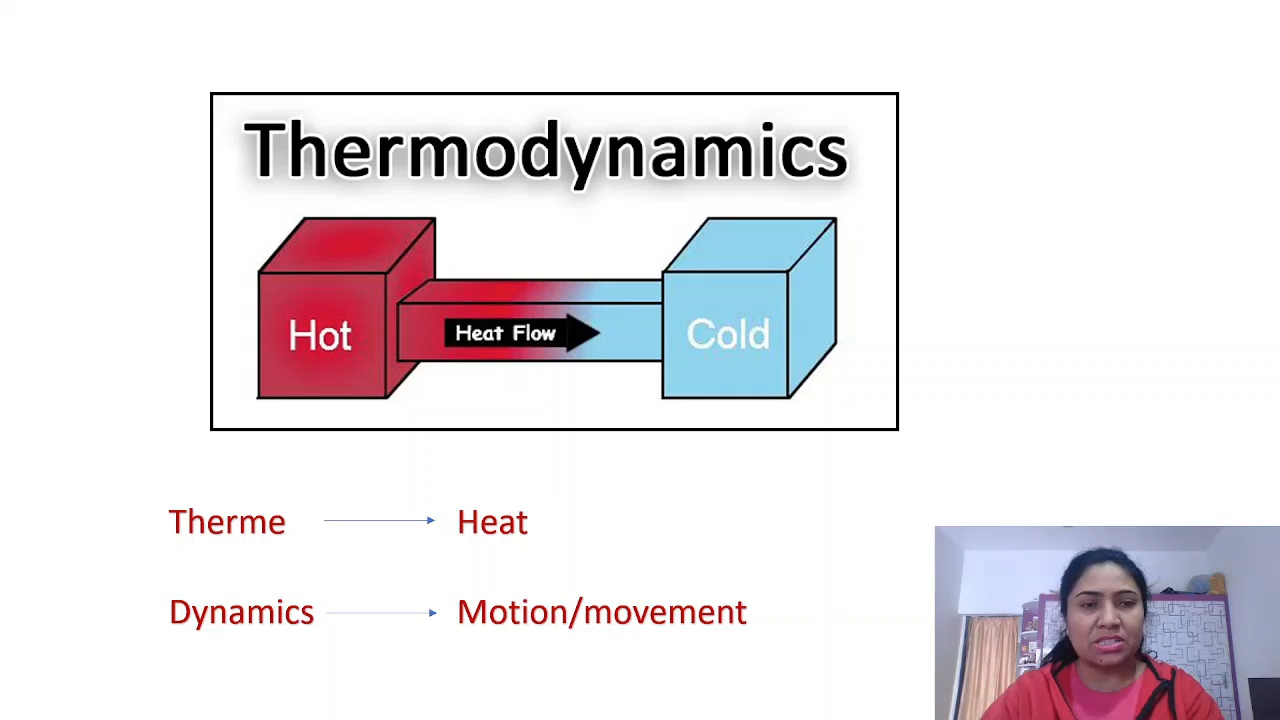 Thermodynamics
Hot
Heat Flow
Cold
Therme
Heat
Dynamics
Motion/movement